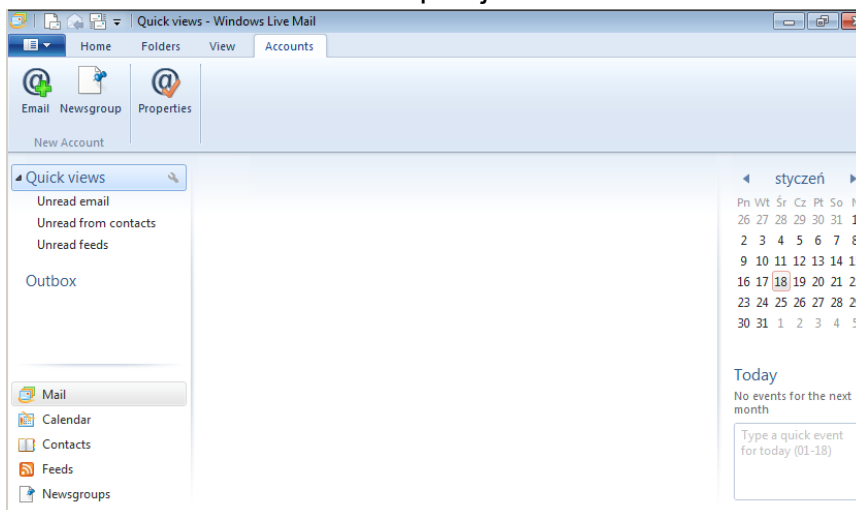 Quick views - Windows Live Mail
Home Folders View Accounts
Email Newsgroup Properties
New Account
Quick views
Unread email
Unread from contacts
Unread feeds
Outbox
Mail
Calendar
Contacts
Feeds
Newsgroups
styczeń
Pn Wt Śr Cz Pt So
26 27 28 29 30 31 1
2 3 4 5 6 7 8
9 10 11 12 13 14
16 17 18 19 20 21
23 24 25 26 27 28
30 31 1 2 3 4 5
Today
No events for the next
month
Type a quick event
for today (01-18)